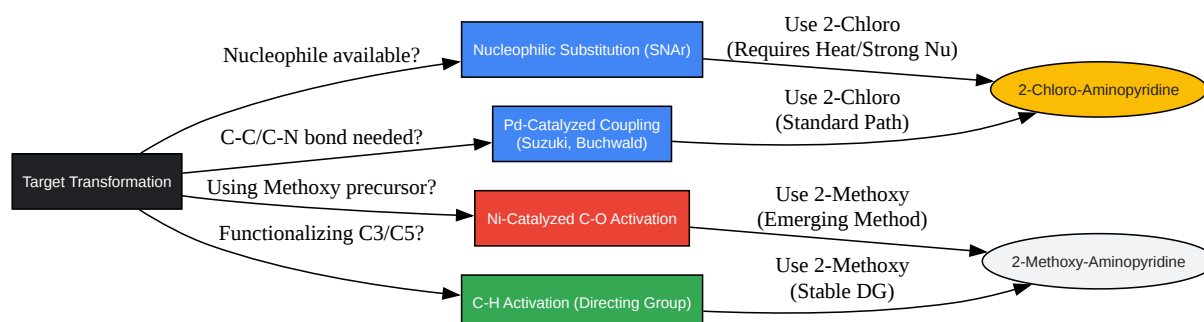 Target Transformation
Nucleophile available?
C-C/C-N bond needed?
Using Methoxy precursor?
Functionalizing C3/C5?
Nucleophilic Substitution (SNAr)
Pd-Catalyzed Coupling
(Suzuki, Buchwald)
Ni-Catalyzed C-O Activation
C-H Activation (Directing Group)
Use 2-Chloro
(Requires Heat/Strong Nu)
Use 2-Chloro
(Standard Path)
Use 2-Methoxy
(Emerging Method)
Use 2-Methoxy
(Stable DG)
2-Chloro-Aminopyridine
2-Methoxy-Aminopyridine